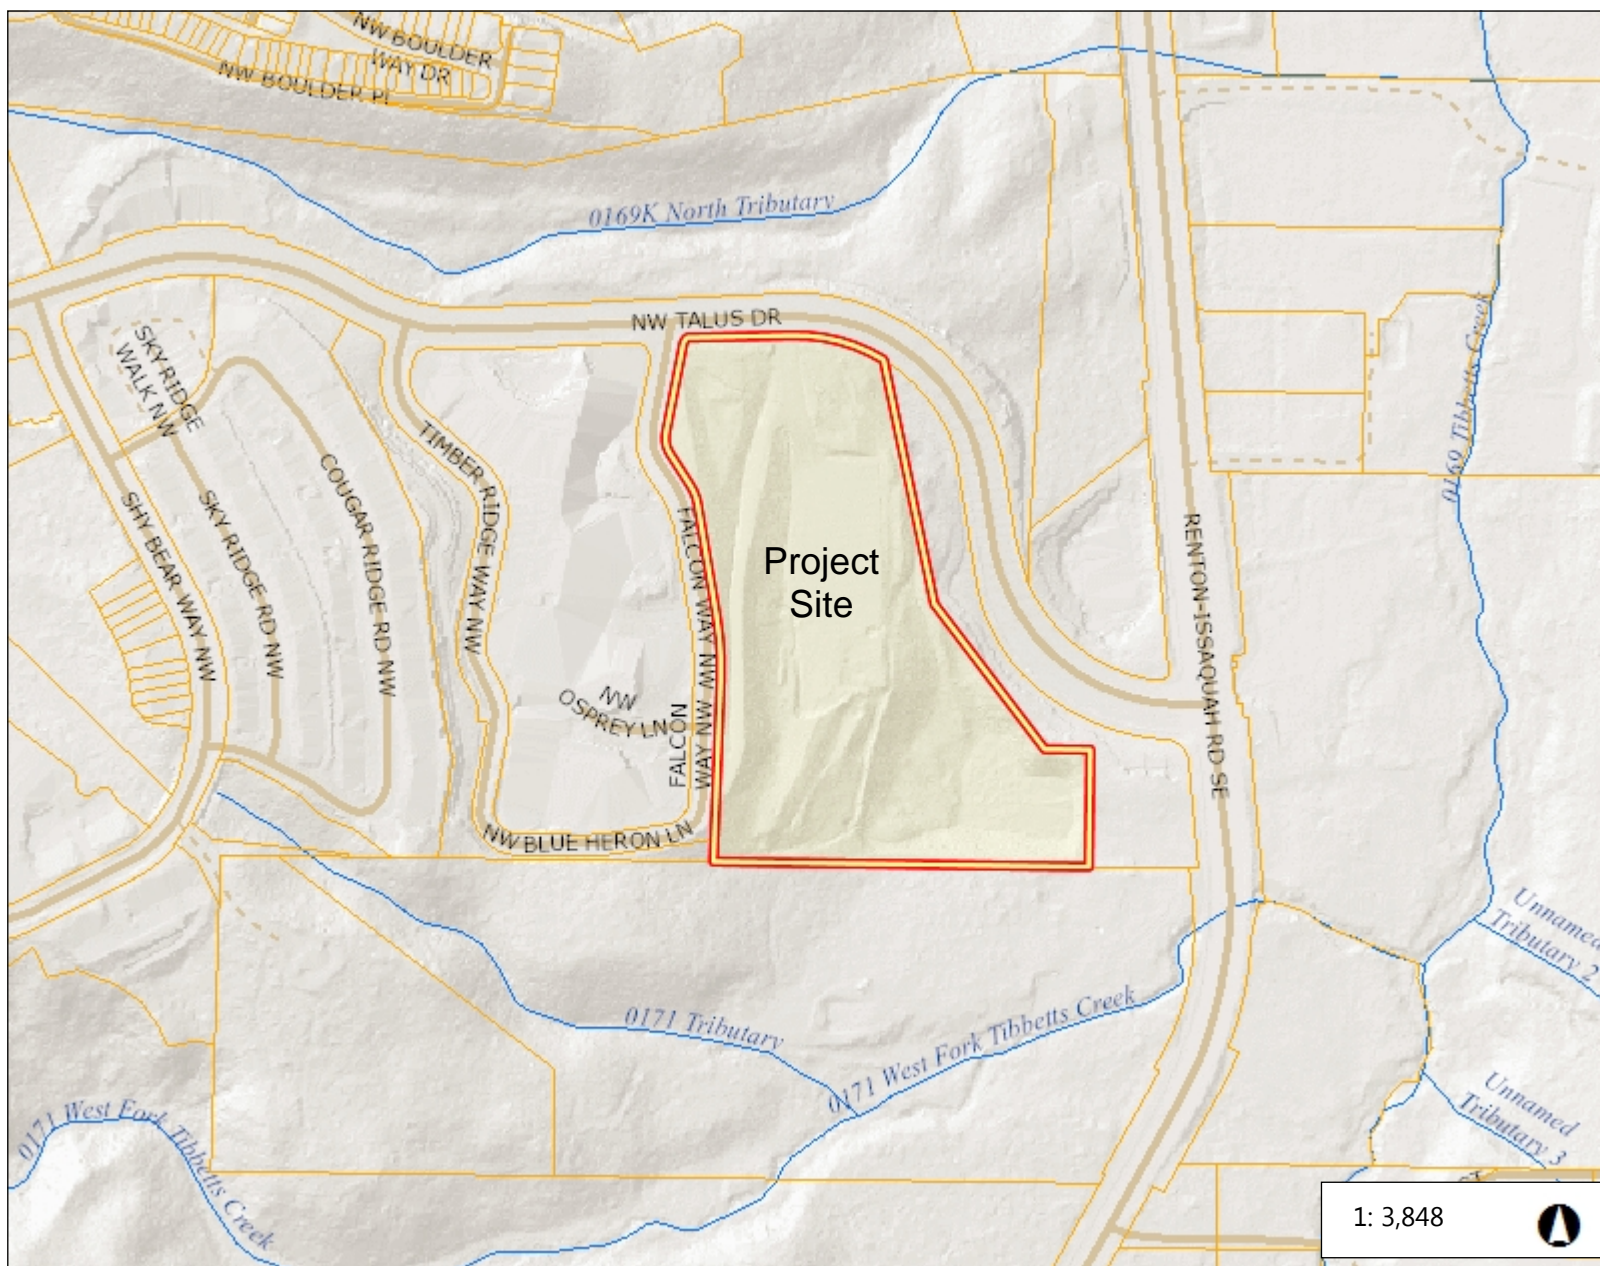 NW BOULDER
WAY DR
NW BOULDER Pl
0169K North Tributary
NW TALUS DR
SKY RIDGE
WALK NW
TIMBER RIDGE WAY NW
COUGAR RIDGE RD NW
SKY RIDGE RD NW
SHY BEAR WAY NW
FALCON WAY NW
Project
Site
RENTON-ISSAQUAH RD SE
0169 Tibbetts Creek
NW
OSPREY LN
FALCON
WAY NW
NW BLUE HERON LN
Unnamed
Tributary 2
0171 Tributary
0171 West Fork Tibbetts Creek
Unnamed
Tributary 3
0171 West Fork Tibbetts Creek
1: 3,848